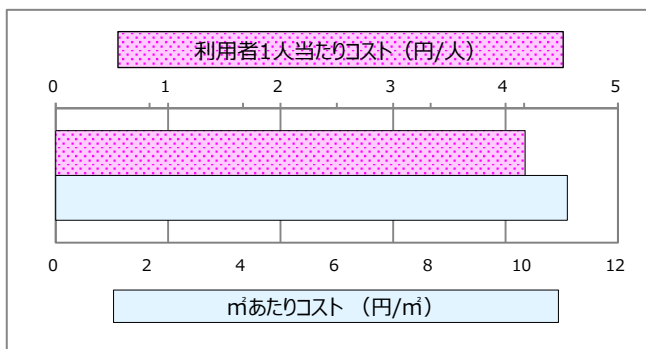 利用者1人当たりコスト（円/人）
0 1 2 3 4 5
0 2 4 6 8 10 12
㎡あたりコスト （円/㎡）